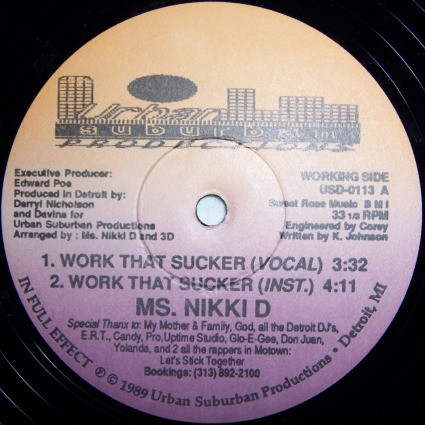 Urban
Suburban
PRODUCTIONS
Executive Producer:
Edward Poe
Produced in Detroit by:
Darryl Nicholson
and Davina for
Urban Suburban Productions
Arranged by : Ms. Nikki D and 3D
WORKING SIDE
USD-0113 A
Sweet Rose Music B M I
33 1/3 RPM
Engineered by Corey
Written by K. Johnson
1. WORK THAT SUCKER (VOCAL) 3:32
2. WORK THAT SUCKER (INST.) 4:11
MS. NIKKI D
Special Thanx to: My Mother & Family, God, all the Detroit DJ's,
E.R.T., Candy, Pro, Uptime Studio, Glo-E-Gee, Don Juan,
Yolanda, and 2 all the rappers in Motown:
Let's Stick Together
Bookings: (313) 892-2100
IN FULL EFFECT ℗ © 1989 Urban Suburban Productions • Detroit, MI